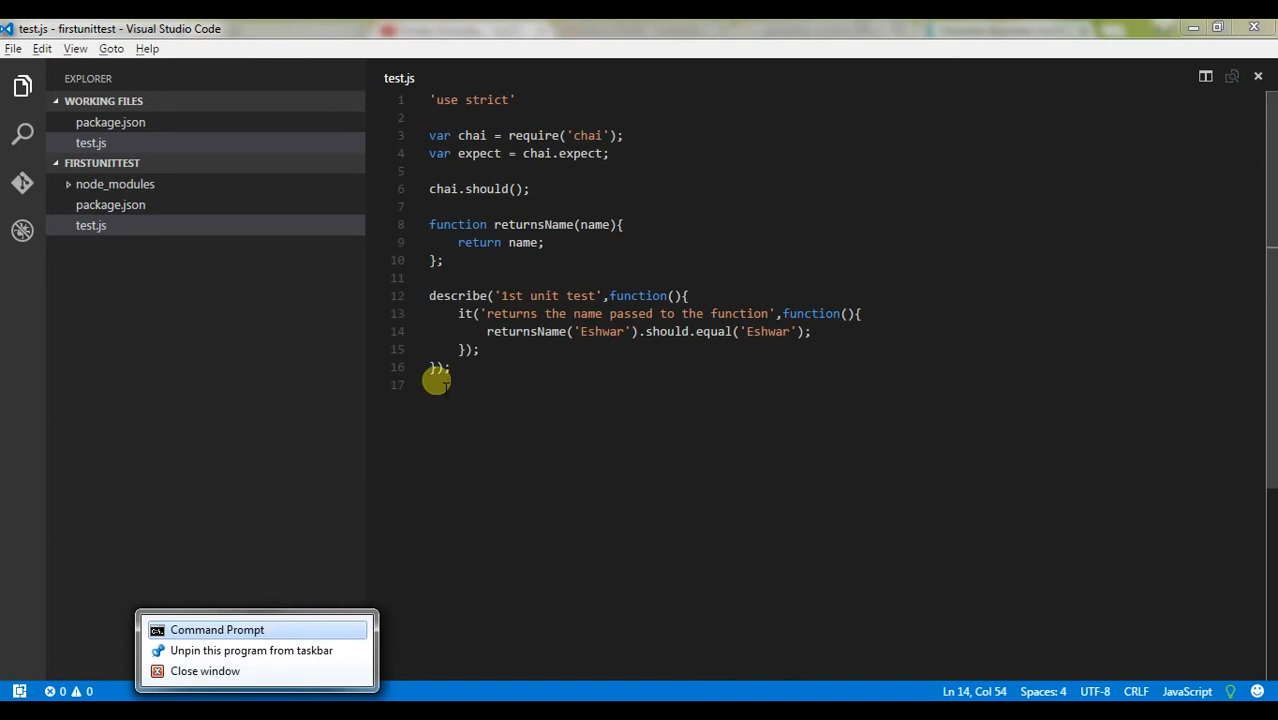 test.js - firstunittest - Visual Studio Code
File Edit View Goto Help
EXPLORER
WORKING FILES
package.json
test.js
FIRSTUNITTEST
node_modules
package.json
test.js
test.js
1 'use strict'
2
3 var chai = require('chai');
4 var expect = chai.expect;
5
6 chai.should();
7
8 function returnsName(name){
9 return name;
10 };
11
12 describe('1st unit test',function(){
13 it('returns the name passed to the function',function(){
14 returnsName('Eshwar').should.equal('Eshwar');
15 });
16 });
17
Command Prompt
Unpin this program from taskbar
Close window
0 0 Ln 14, Col 54 Spaces: 4 UTF-8 CRLF JavaScript